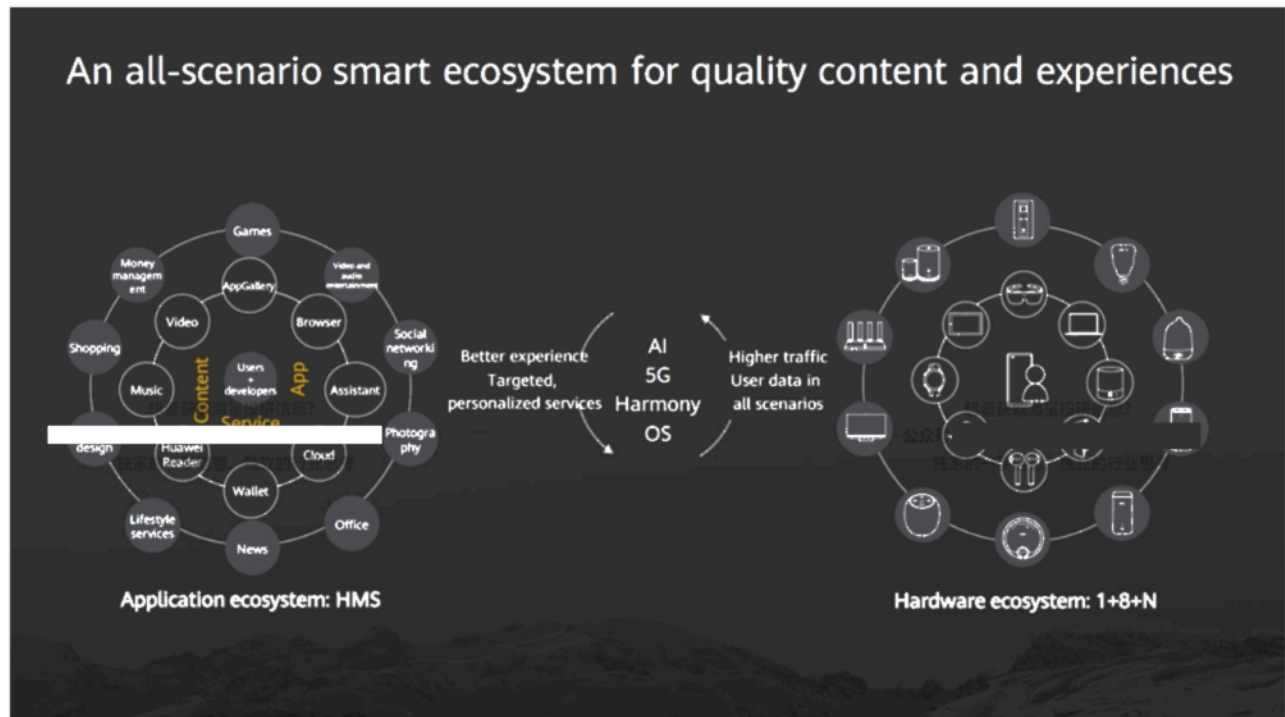 An all-scenario smart ecosystem for quality content and experiences
Games
Money
managem
ent
Video and
audio
entertainment
AppGallery
Video
Browser
Shopping
Social
networki
ng
Users
+
developers
Content
App
Service
Music
Assistant
design
Photogra
phy
Huawei
Reader
Cloud
Wallet
Lifestyle
services
Office
News
Application ecosystem: HMS
Better experience
Targeted,
personalized services
AI
5G
Harmony
OS
Higher traffic
User data in
all scenarios
Hardware ecosystem: 1+8+N